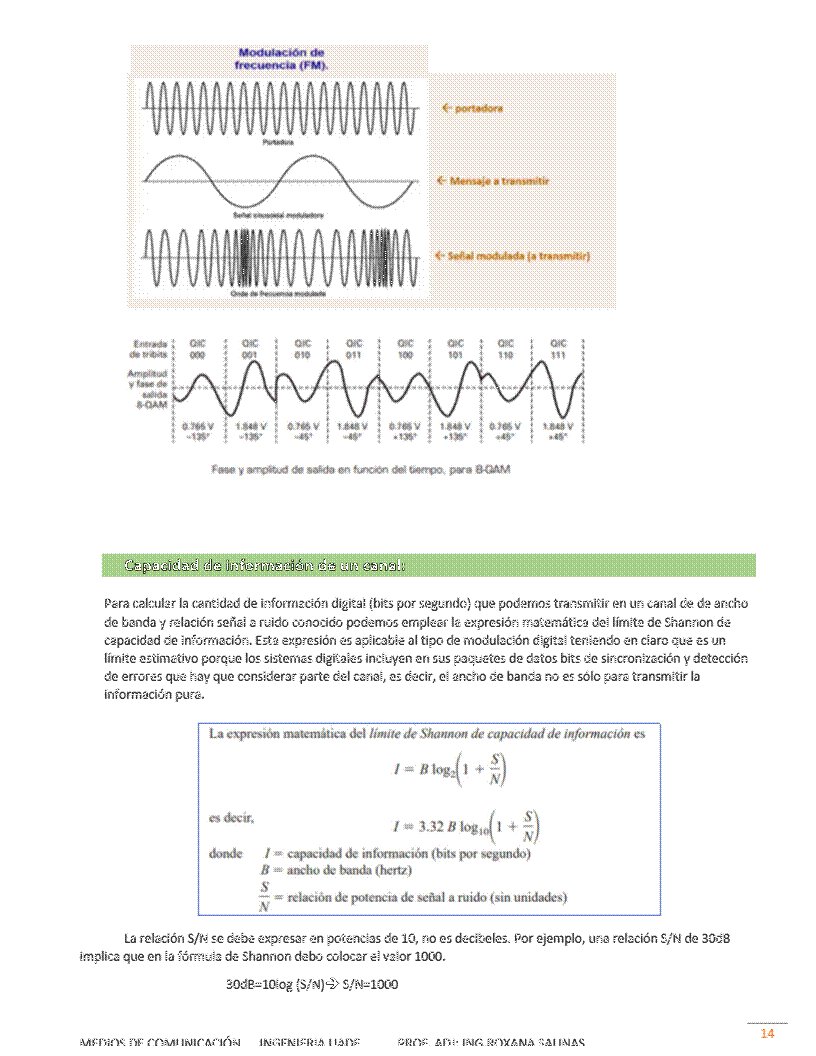 Modulación de
frecuencia (FM).
← portadora
Portadora
← Mensaje a transmitir
Señal sinusoidal moduladora
← Señal modulada (a transmitir)
Onda de frecuencia modulada
Entrada de tribits QIC 000 QIC 001 QIC 010 QIC 011 QIC 100 QIC 101 QIC 110 QIC 111
Amplitud
y fase de
salida
8-QAM
0.765 V 1.848 V 0.765 V 1.848 V 0.765 V 1.848 V 0.765 V 1.848 V
-135° -135° -45° -45° +135° +135° +45° +45°
Fase y amplitud de salida en función del tiempo, para 8-QAM
Capacidad de Información de un canal:
Para calcular la cantidad de información digital (bits por segundo) que podemos transmitir en un canal de de ancho
de banda y relación señal a ruido conocido podemos emplear la expresión matemática del límite de Shannon de
capacidad de información. Esta expresión es aplicable al tipo de modulación digital teniendo en claro que es un
límite estimativo porque los sistemas digitales incluyen en sus paquetes de datos bits de sincronización y detección
de errores que hay que considerar parte del canal, es decir, el ancho de banda no es sólo para transmitir la
información pura.
La expresión matemática del límite de Shannon de capacidad de información es
I = B log₂(1 + S/N)
es decir,
I = 3.32 B log₁₀(1 + S/N)
donde I = capacidad de información (bits por segundo)
B = ancho de banda (hertz)
S/N = relación de potencia de señal a ruido (sin unidades)
La relación S/N se debe expresar en potencias de 10, no es decibeles. Por ejemplo, una relación S/N de 30dB
implica que en la fórmula de Shannon debo colocar el valor 1000.
30dB=10log (S/N)→ S/N=1000
14
MEDIOS DE COMUNICACIÓN INGENIERIA UADE PROF. ADJ: ING ROXANA SALINAS